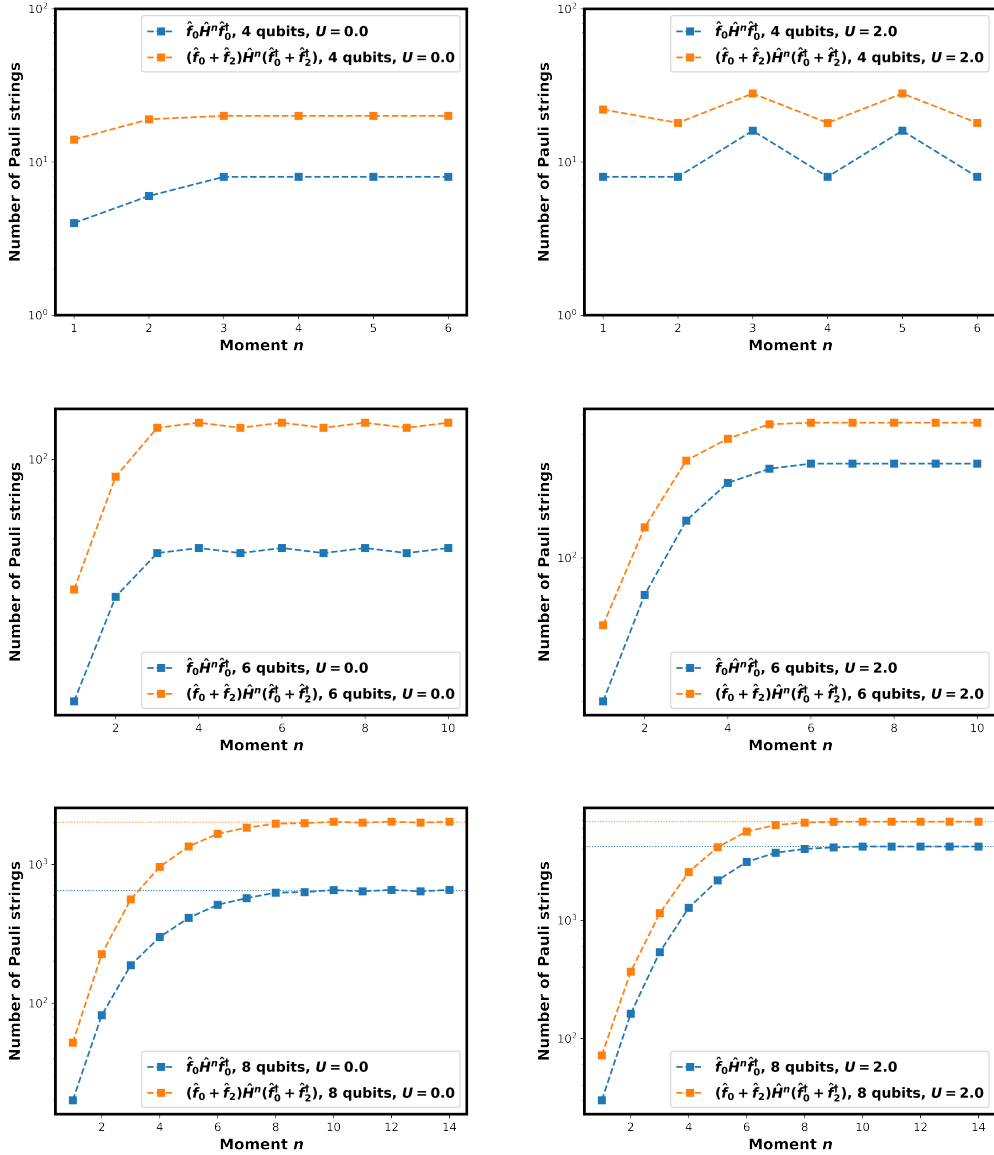 10²
10¹
10⁰
Number of Pauli strings
f̂₀Ĥⁿf̂₀†, 4 qubits, U = 0.0
(f̂₀ + f̂₂)Ĥⁿ(f̂₀† + f̂₂†), 4 qubits, U = 0.0
1 2 3 4 5 6
Moment n
10²
10¹
10⁰
Number of Pauli strings
f̂₀Ĥⁿf̂₀†, 4 qubits, U = 2.0
(f̂₀ + f̂₂)Ĥⁿ(f̂₀† + f̂₂†), 4 qubits, U = 2.0
1 2 3 4 5 6
Moment n
10²
Number of Pauli strings
f̂₀Ĥⁿf̂₀†, 6 qubits, U = 0.0
(f̂₀ + f̂₂)Ĥⁿ(f̂₀† + f̂₂†), 6 qubits, U = 0.0
2 4 6 8 10
Moment n
10²
Number of Pauli strings
f̂₀Ĥⁿf̂₀†, 6 qubits, U = 2.0
(f̂₀ + f̂₂)Ĥⁿ(f̂₀† + f̂₂†), 6 qubits, U = 2.0
2 4 6 8 10
Moment n
10³
10²
Number of Pauli strings
f̂₀Ĥⁿf̂₀†, 8 qubits, U = 0.0
(f̂₀ + f̂₂)Ĥⁿ(f̂₀† + f̂₂†), 8 qubits, U = 0.0
2 4 6 8 10 12 14
Moment n
10³
10²
Number of Pauli strings
f̂₀Ĥⁿf̂₀†, 8 qubits, U = 2.0
(f̂₀ + f̂₂)Ĥⁿ(f̂₀† + f̂₂†), 8 qubits, U = 2.0
2 4 6 8 10 12 14
Moment n